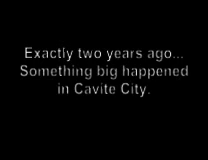 Exactly two years ago...
Something big happened
in Cavite City.